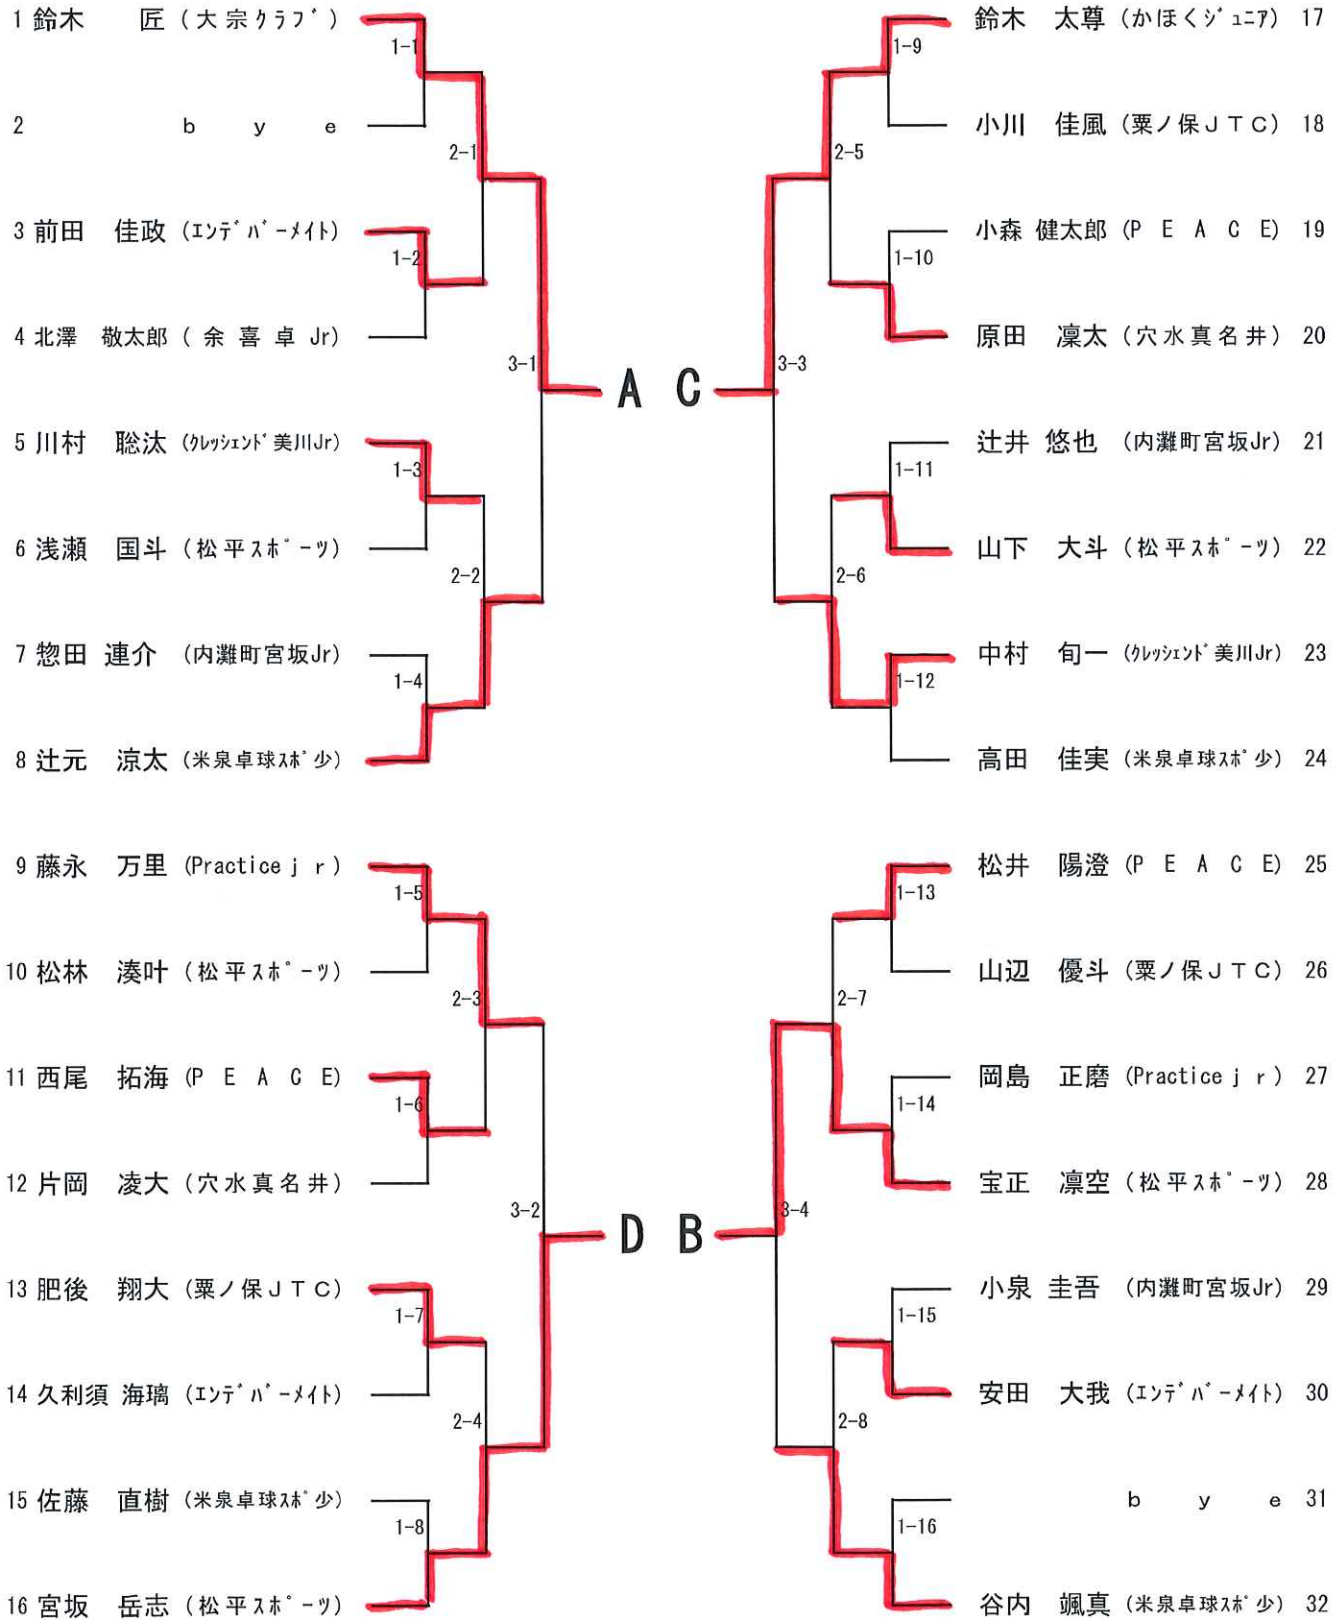 1 鈴木 匠 (大宗クラブ)
1-1
2 bye
2-1
3 前田 佳政 (エンデバーメイト)
1-2
4 北澤 敬太郎 (余喜卓Jr)
3-1
A
5 川村 聡汰 (クレッシェンド美川Jr)
1-3
6 浅瀬 国斗 (松平スポーツ)
2-2
7 惣田 連介 (内灘町宮坂Jr)
1-4
8 辻元 涼太 (米泉卓球スポ少)
9 藤永 万里 (Practice jr)
1-5
10 松林 湊叶 (松平スポーツ)
2-3
11 西尾 拓海 (PEACE)
1-6
12 片岡 凌大 (穴水真名井)
3-2
D
13 肥後 翔大 (粟ノ保JTC)
1-7
14 久利須 海璃 (エンデバーメイト)
2-4
15 佐藤 直樹 (米泉卓球スポ少)
1-8
16 宮坂 岳志 (松平スポーツ)
鈴木 太尊 (かほくジュニア) 17
1-9
小川 佳風 (粟ノ保JTC) 18
2-5
小森 健太郎 (PEACE) 19
1-10
原田 凜太 (穴水真名井) 20
3-3
C
辻井 悠也 (内灘町宮坂Jr) 21
1-11
山下 大斗 (松平スポーツ) 22
2-6
中村 旬一 (クレッシェンド美川Jr) 23
1-12
高田 佳実 (米泉卓球スポ少) 24
松井 陽澄 (PEACE) 25
1-13
山辺 優斗 (粟ノ保JTC) 26
2-7
岡島 正磨 (Practice jr) 27
1-14
宝正 凛空 (松平スポーツ) 28
3-4
B
小泉 圭吾 (内灘町宮坂Jr) 29
1-15
安田 大我 (エンデバーメイト) 30
2-8
bye 31
1-16
谷内 颯真 (米泉卓球スポ少) 32